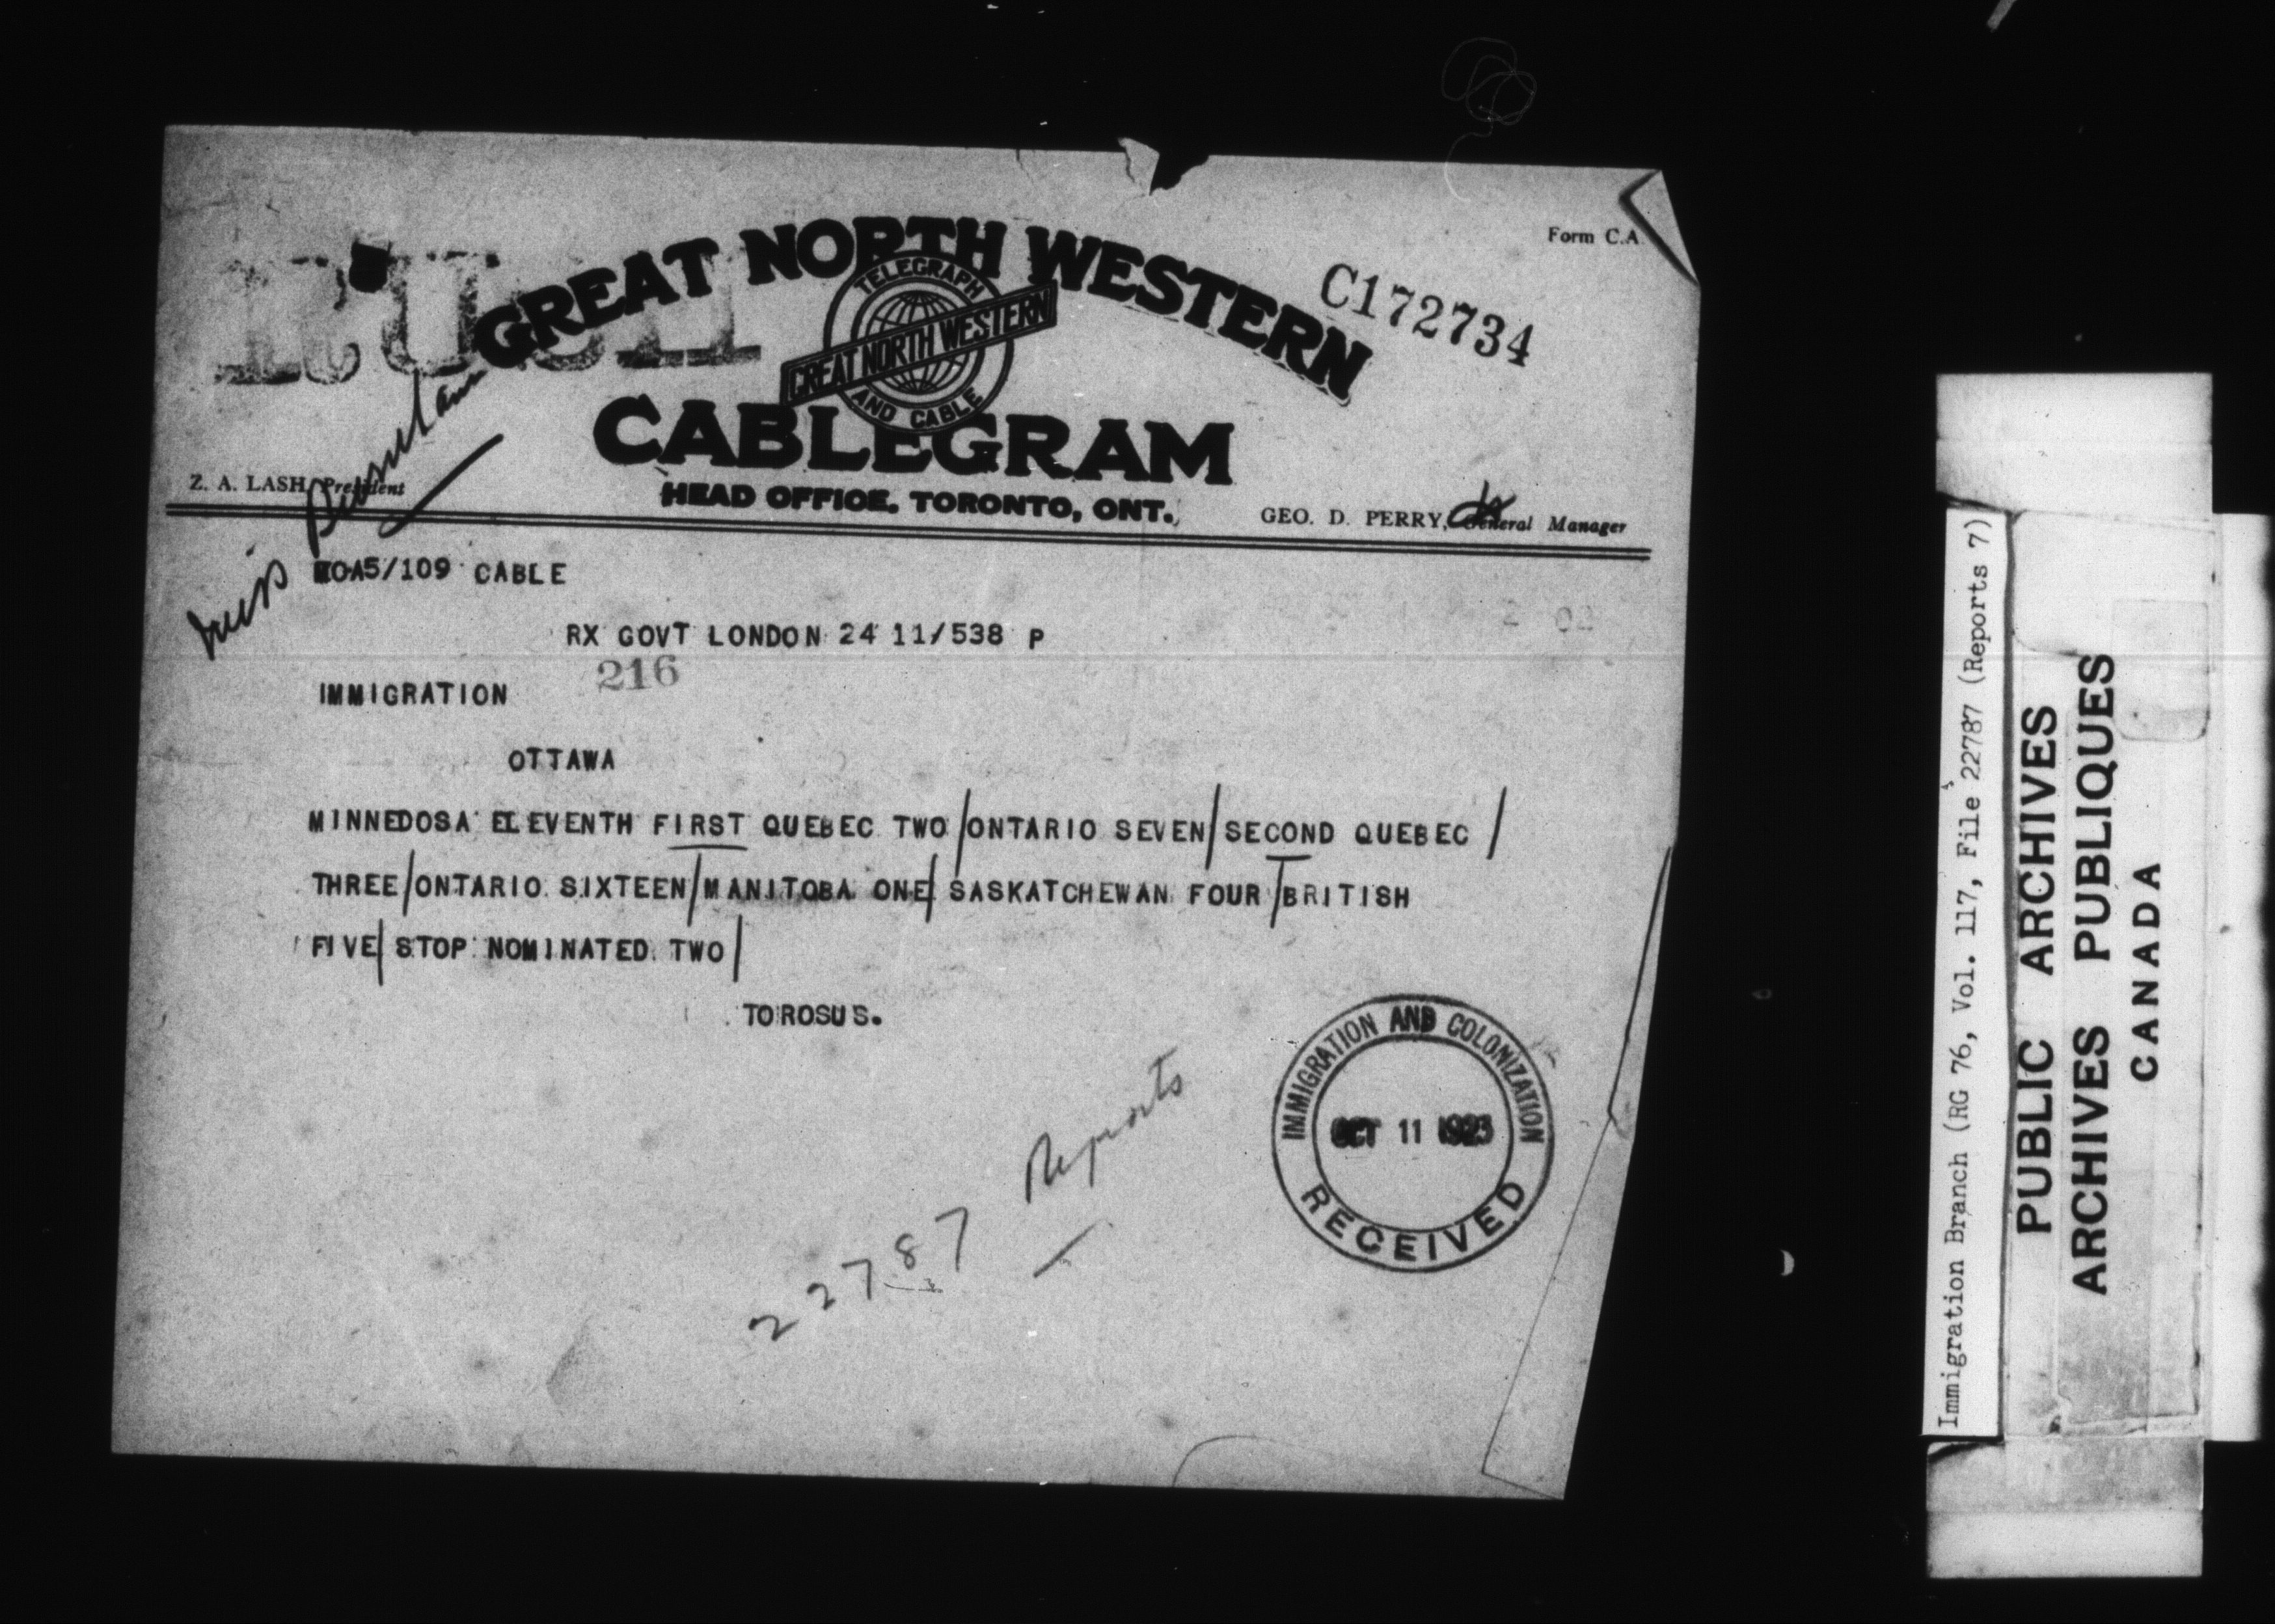 Form C.A.
GREAT NORTH WESTERN
C172734
TELEGRAPH
GREAT NORTH WESTERN
AND CABLE
CABLEGRAM
Z. A. LASH, President
HEAD OFFICE, TORONTO, ONT.
GEO. D. PERRY, General Manager
Miss
5/109 CABLE
RX GOVT LONDON 24 11/538 P
216
IMMIGRATION
OTTAWA
MINNEDOSA ELEVENTH FIRST QUEBEC TWO/ONTARIO SEVEN/SECOND QUEBEC/
THREE/ONTARIO SIXTEEN/MANITOBA ONE/SASKATCHEWAN FOUR/BRITISH
FIVE/STOP NOMINATED TWO/
TOROSUS.
IMMIGRATION AND COLONIZATION
OCT 11 1923
RECEIVED
22787 Reports
Immigration Branch (RG 76, Vol. 117, File 22787 (Reports 7)
PUBLIC ARCHIVES
ARCHIVES PUBLIQUES
CANADA